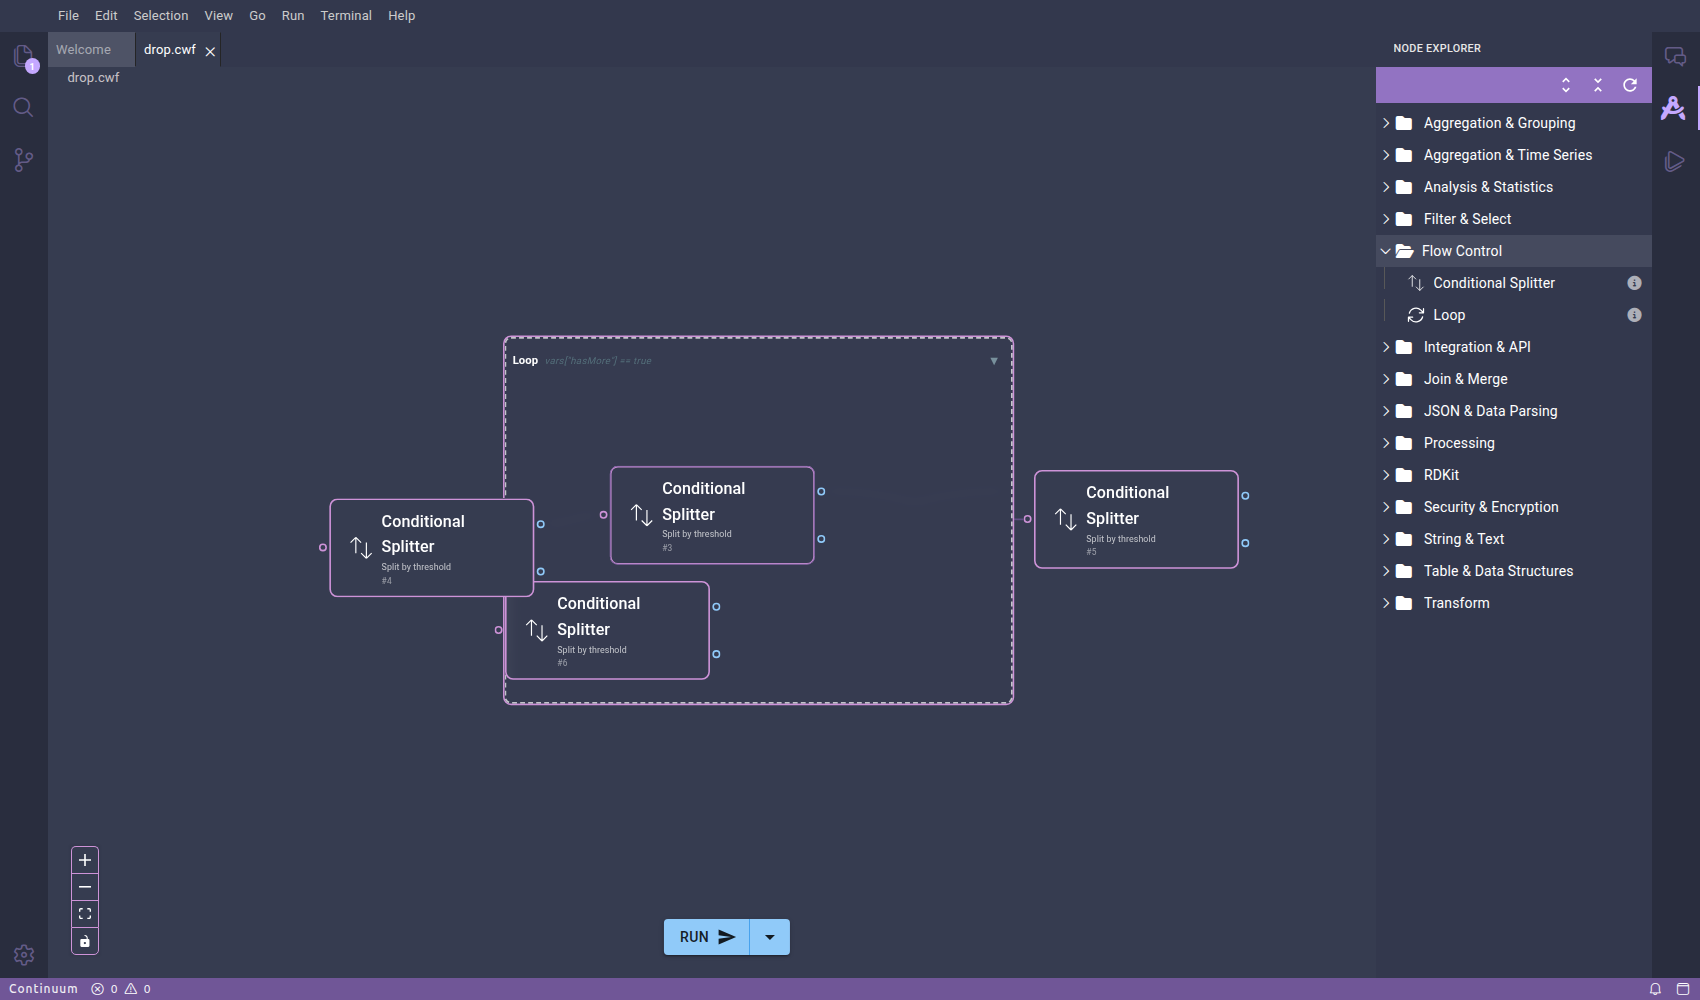 File Edit Selection View Go Run Terminal Help
Welcome drop.cwf
NODE EXPLORER
drop.cwf
1
Aggregation & Grouping
Aggregation & Time Series
Analysis & Statistics
Filter & Select
Flow Control
Conditional Splitter
Loop
Integration & API
Join & Merge
JSON & Data Parsing
Processing
RDKit
Security & Encryption
String & Text
Table & Data Structures
Transform
Loop vars["hasMore"] == true
Conditional
Splitter
Split by threshold
#4
Conditional
Splitter
Split by threshold
#3
Conditional
Splitter
Split by threshold
#5
Conditional
Splitter
Split by threshold
#6
RUN
Continuum 0 0